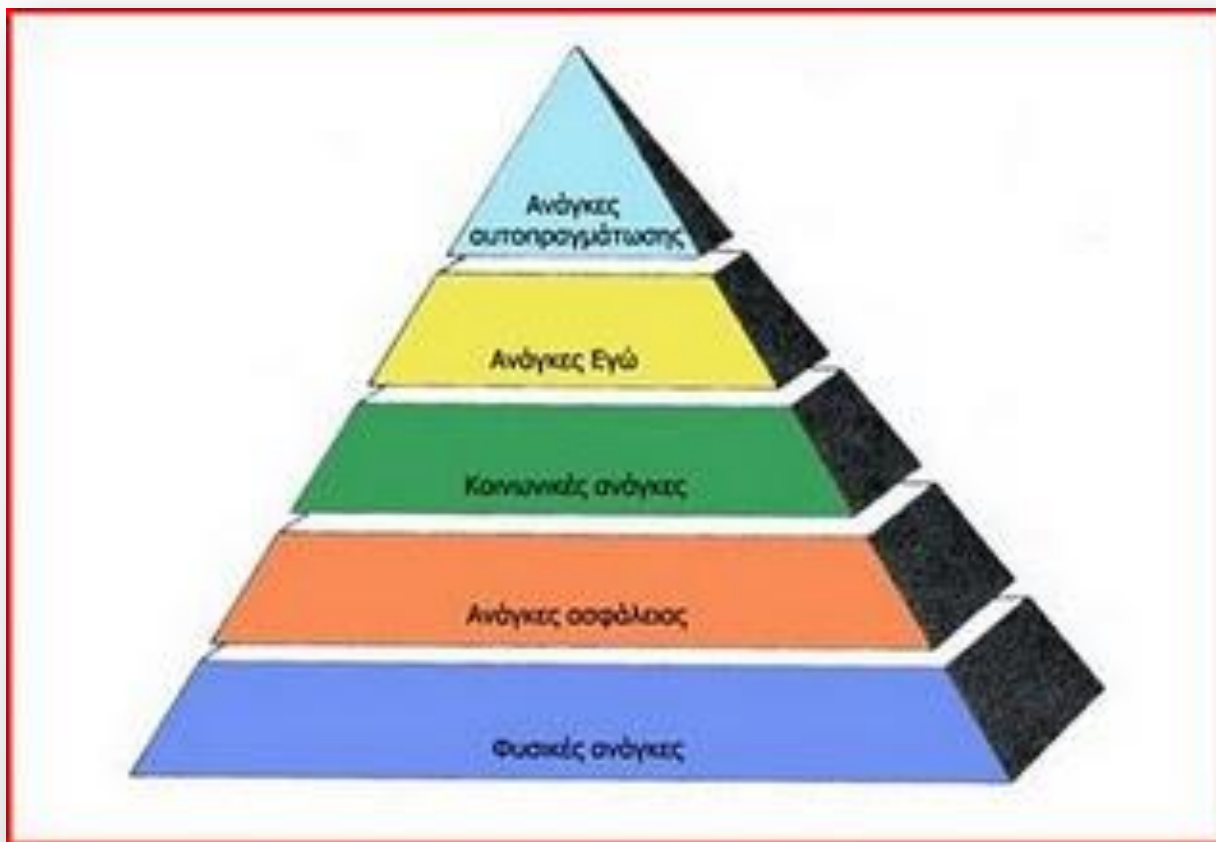 Ανάγκες
αυτοπραγμάτωσης
Ανάγκες Εγώ
Κοινωνικές ανάγκες
Ανάγκες ασφάλειας
Φυσικές ανάγκες